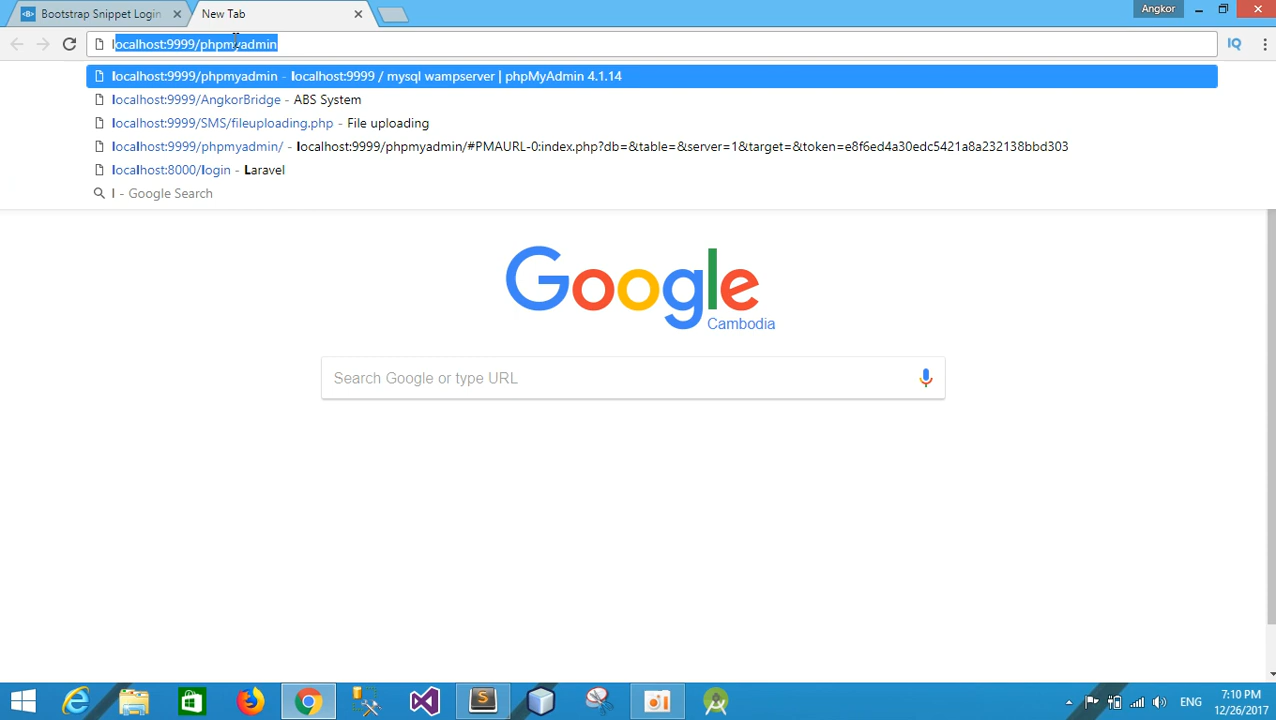 Bootstrap Snippet Login
New Tab
Angkor
localhost:9999/phpmyadmin
IQ
localhost:9999/phpmyadmin - localhost:9999 / mysql wampserver | phpMyAdmin 4.1.14
localhost:9999/AngkorBridge - ABS System
localhost:9999/SMS/fileuploading.php - File uploading
localhost:9999/phpmyadmin/ - localhost:9999/phpmyadmin/#PMAURL-0:index.php?db=&table=&server=1&target=&token=e8f6ed4a30edc5421a8a232138bbd303
localhost:8000/login - Laravel
l - Google Search
Google
Cambodia
Search Google or type URL
ENG
7:10 PM
12/26/2017